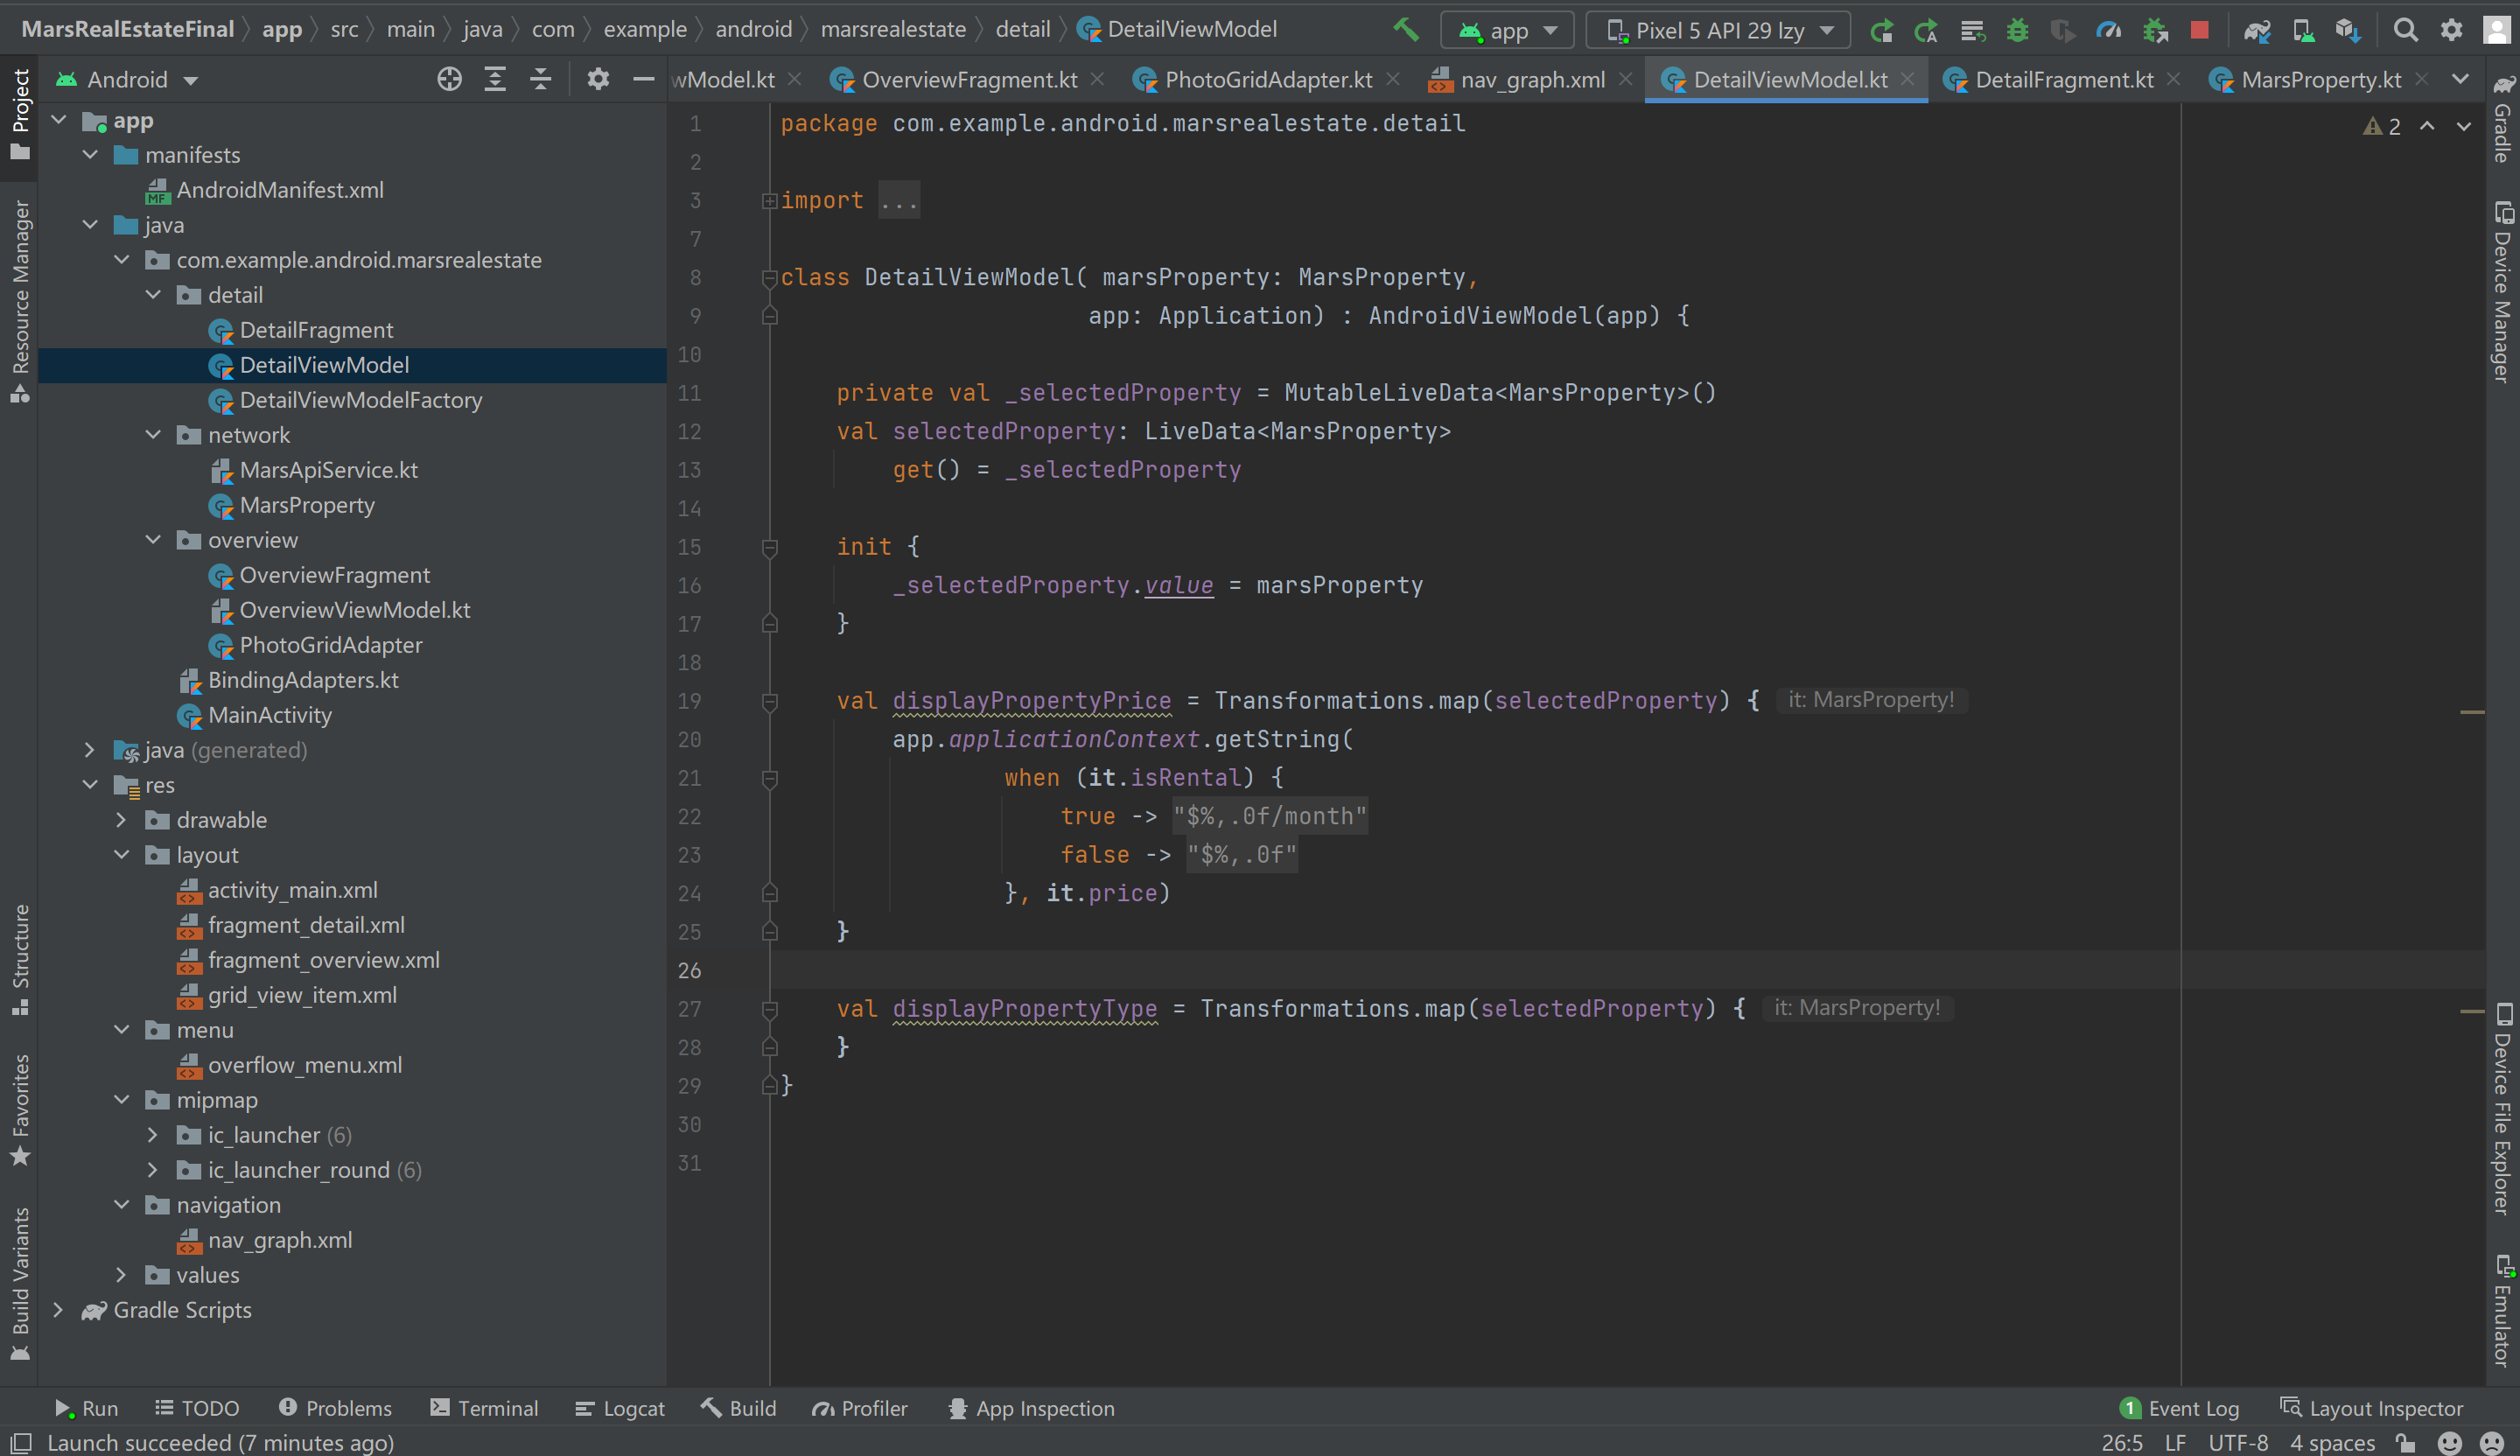 MarsRealEstateFinal app src main java com example android marsrealestate detail DetailViewModel
app Pixel 5 API 29 lzy
Project
Resource Manager
Structure
Favorites
Build Variants
Android
app
manifests
AndroidManifest.xml
java
com.example.android.marsrealestate
detail
DetailFragment
DetailViewModel
DetailViewModelFactory
network
MarsApiService.kt
MarsProperty
overview
OverviewFragment
OverviewViewModel.kt
PhotoGridAdapter
BindingAdapters.kt
MainActivity
java (generated)
res
drawable
layout
activity_main.xml
fragment_detail.xml
fragment_overview.xml
grid_view_item.xml
menu
overflow_menu.xml
mipmap
ic_launcher (6)
ic_launcher_round (6)
navigation
nav_graph.xml
values
Gradle Scripts
wModel.kt OverviewFragment.kt PhotoGridAdapter.kt nav_graph.xml DetailViewModel.kt DetailFragment.kt MarsProperty.kt
2
1 package com.example.android.marsrealestate.detail
2
3 import ...
7
8 class DetailViewModel( marsProperty: MarsProperty,
9 app: Application) : AndroidViewModel(app) {
10
11 private val _selectedProperty = MutableLiveData<MarsProperty>()
12 val selectedProperty: LiveData<MarsProperty>
13 get() = _selectedProperty
14
15 init {
16 _selectedProperty.value = marsProperty
17 }
18
19 val displayPropertyPrice = Transformations.map(selectedProperty) { it: MarsProperty!
20 app.applicationContext.getString(
21 when (it.isRental) {
22 true -> "$%,.0f/month"
23 false -> "$%,.0f"
24 }, it.price)
25 }
26
27 val displayPropertyType = Transformations.map(selectedProperty) { it: MarsProperty!
28 }
29 }
30
31
Gradle
Device Manager
Device File Explorer
Emulator
Run TODO Problems Terminal Logcat Build Profiler App Inspection 1 Event Log Layout Inspector
Launch succeeded (7 minutes ago) 26:5 LF UTF-8 4 spaces